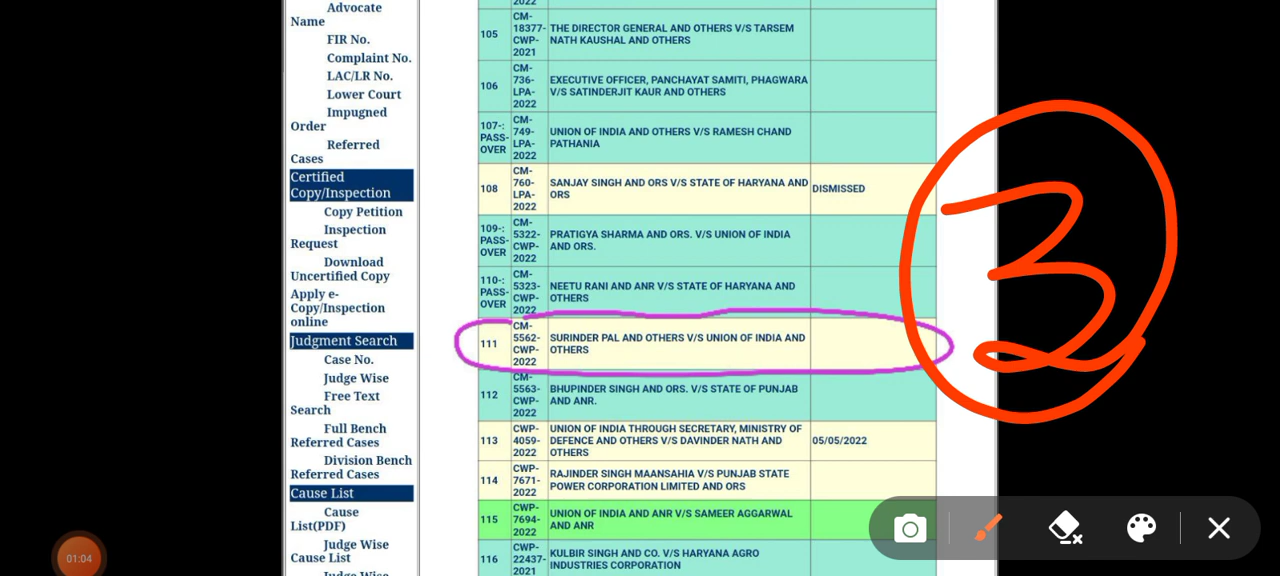 Advocate
Name
FIR No.
Complaint No.
LAC/LR No.
Lower Court
Impugned
Order
Referred
Cases
Certified
Copy/Inspection
Copy Petition
Inspection
Request
Download
Uncertified Copy
Apply e-
Copy/Inspection
online
Judgment Search
Case No.
Judge Wise
Free Text
Search
Full Bench
Referred Cases
Division Bench
Referred Cases
Cause List
Cause
List(PDF)
Judge Wise
Cause List
Judge Wise
2022
105
CM-
18377-
CWP-
2021
THE DIRECTOR GENERAL AND OTHERS V/S TARSEM
NATH KAUSHAL AND OTHERS
106
CM-
736-
LPA-
2022
EXECUTIVE OFFICER, PANCHAYAT SAMITI, PHAGWARA
V/S SATINDERJIT KAUR AND OTHERS
107-:
PASS-
OVER
CM-
749-
LPA-
2022
UNION OF INDIA AND OTHERS V/S RAMESH CHAND
PATHANIA
108
CM-
760-
LPA-
2022
SANJAY SINGH AND ORS V/S STATE OF HARYANA AND
ORS
DISMISSED
109-:
PASS-
OVER
CM-
5322-
CWP-
2022
PRATIGYA SHARMA AND ORS. V/S UNION OF INDIA
AND ORS.
110-:
PASS-
OVER
CM-
5323-
CWP-
2022
NEETU RANI AND ANR V/S STATE OF HARYANA AND
OTHERS
111
CM-
5562-
CWP-
2022
SURINDER PAL AND OTHERS V/S UNION OF INDIA AND
OTHERS
112
CM-
5563-
CWP-
2022
BHUPINDER SINGH AND ORS. V/S STATE OF PUNJAB
AND ANR.
113
CWP-
4059-
2022
UNION OF INDIA THROUGH SECRETARY, MINISTRY OF
DEFENCE AND OTHERS V/S DAVINDER NATH AND
OTHERS
05/05/2022
114
CWP-
7671-
2022
RAJINDER SINGH MAANSAHIA V/S PUNJAB STATE
POWER CORPORATION LIMITED AND ORS
115
CWP-
7694-
2022
UNION OF INDIA AND ANR V/S SAMEER AGGARWAL
AND ANR
116
CWP-
22437-
2021
KULBIR SINGH AND CO. V/S HARYANA AGRO
INDUSTRIES CORPORATION
3
01:04